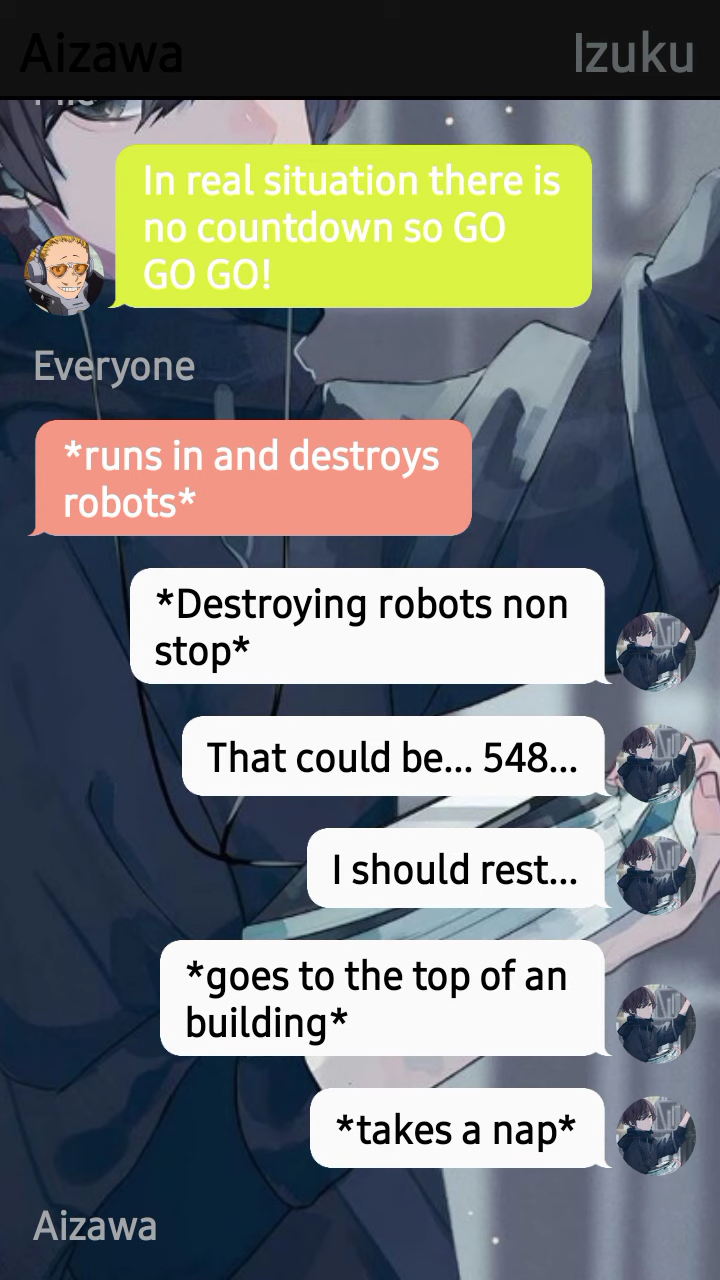 Aizawa
Izuku
In real situation there is
no countdown so GO
GO GO!
Everyone
*runs in and destroys
robots*
*Destroying robots non
stop*
That could be... 548...
I should rest...
*goes to the top of an
building*
*takes a nap*
Aizawa